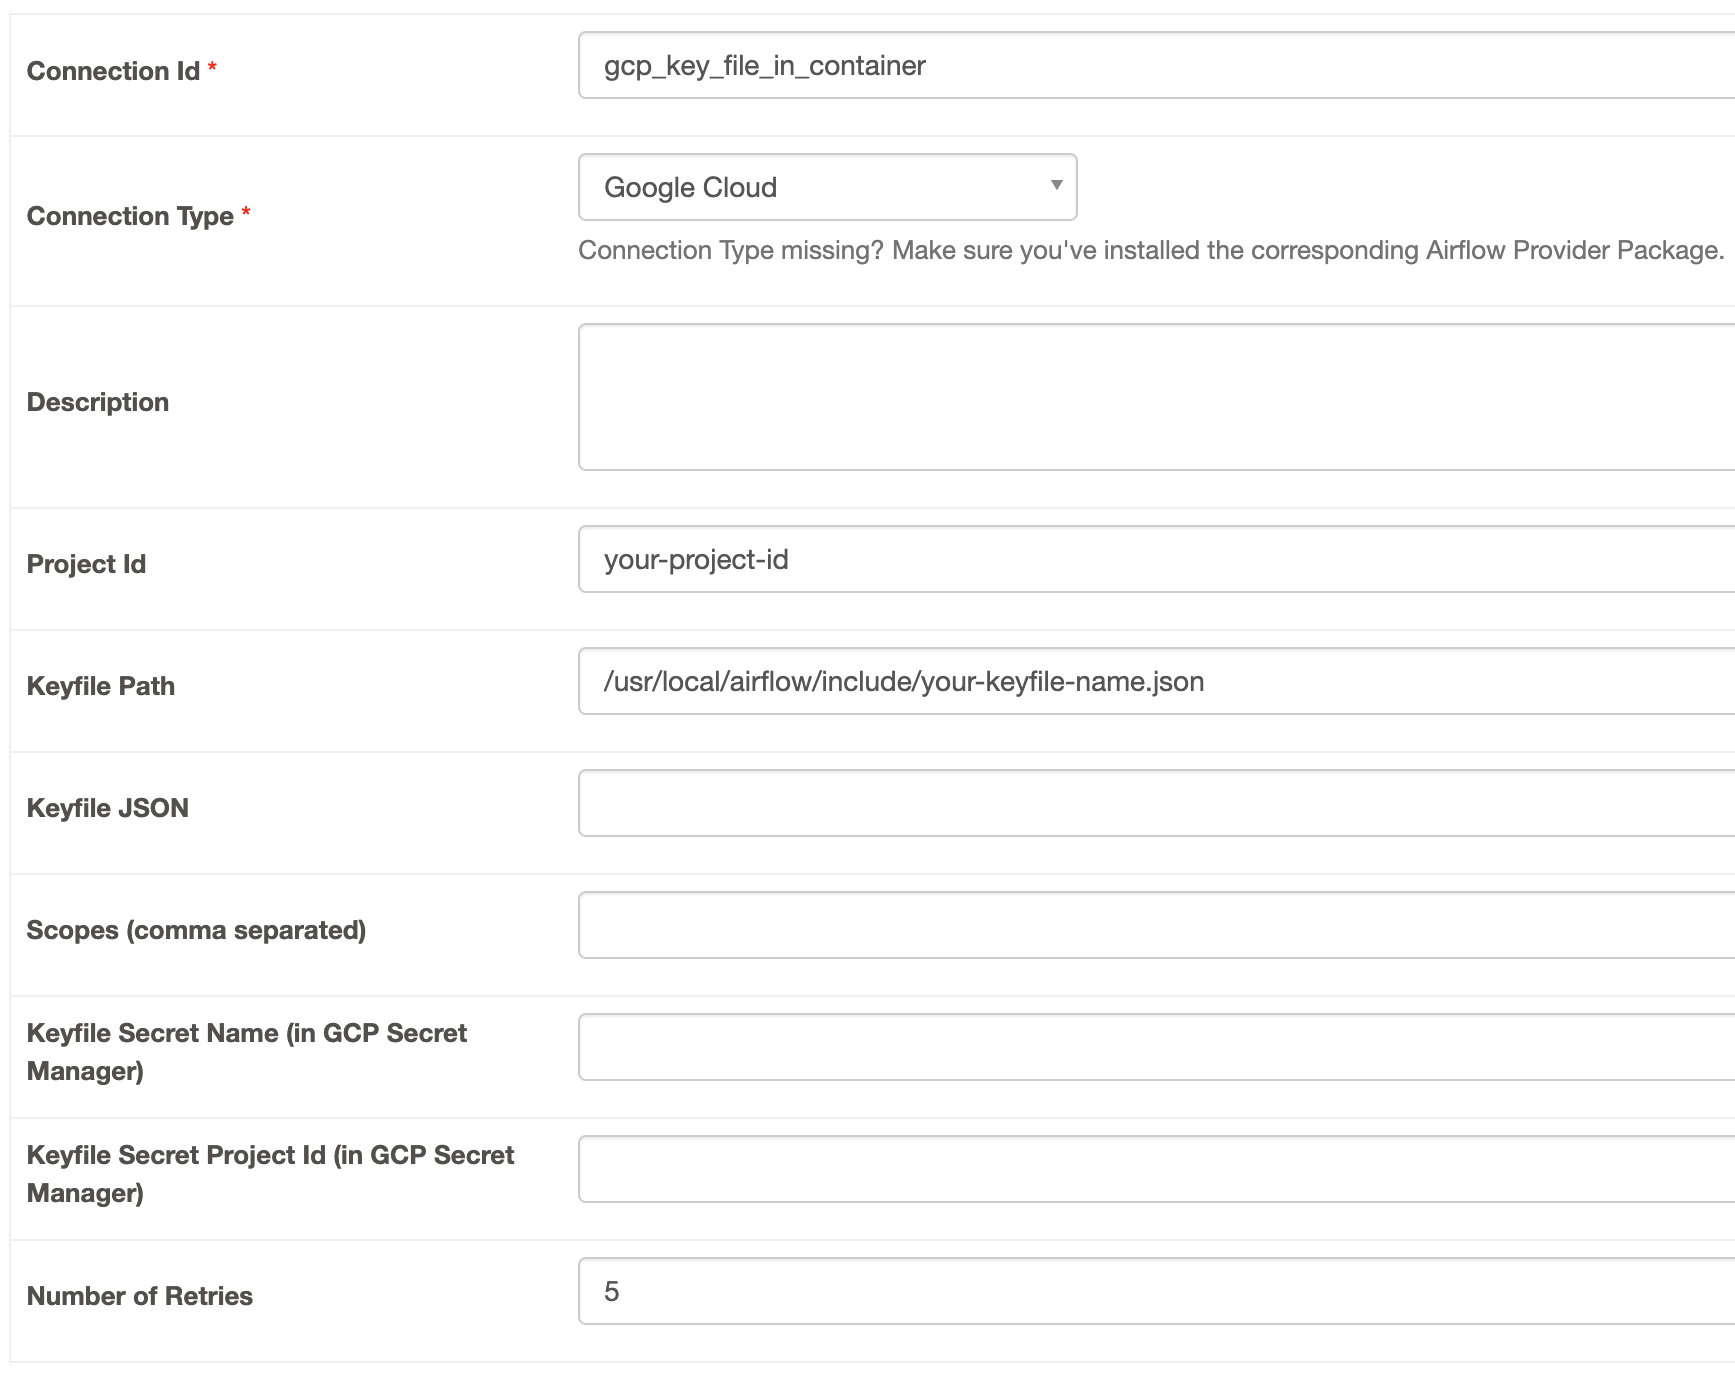 Connection Id *
gcp_key_file_in_container
Connection Type *
Google Cloud
Connection Type missing? Make sure you've installed the corresponding Airflow Provider Package.
Description
Project Id
your-project-id
Keyfile Path
/usr/local/airflow/include/your-keyfile-name.json
Keyfile JSON
Scopes (comma separated)
Keyfile Secret Name (in GCP Secret
Manager)
Keyfile Secret Project Id (in GCP Secret
Manager)
Number of Retries
5